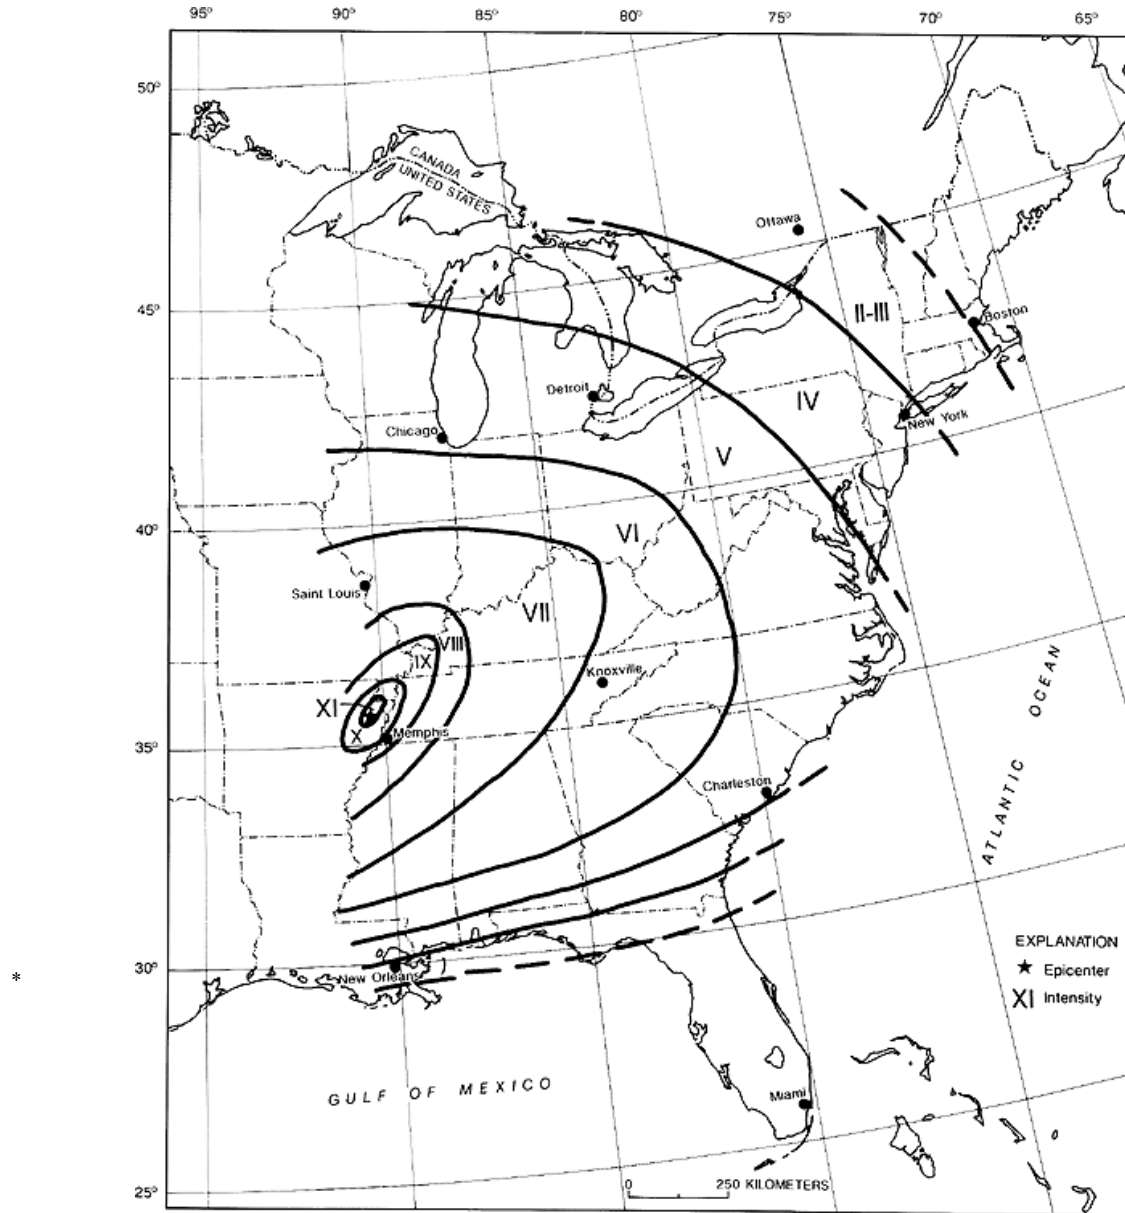 95° 90° 85° 80° 75° 70° 65°
50°
CANADA
UNITED STATES
Ottawa
45°
II-III
Boston
Detroit
IV
New York
Chicago
V
40°
VI
Saint Louis
VII
VIII
IX
Knoxville
XI
X
Memphis
35°
Charleston
ATLANTIC OCEAN
EXPLANATION
★ Epicenter
XI Intensity
*
30°
New Orleans
GULF OF MEXICO
Miami
25°
0 250 KILOMETERS